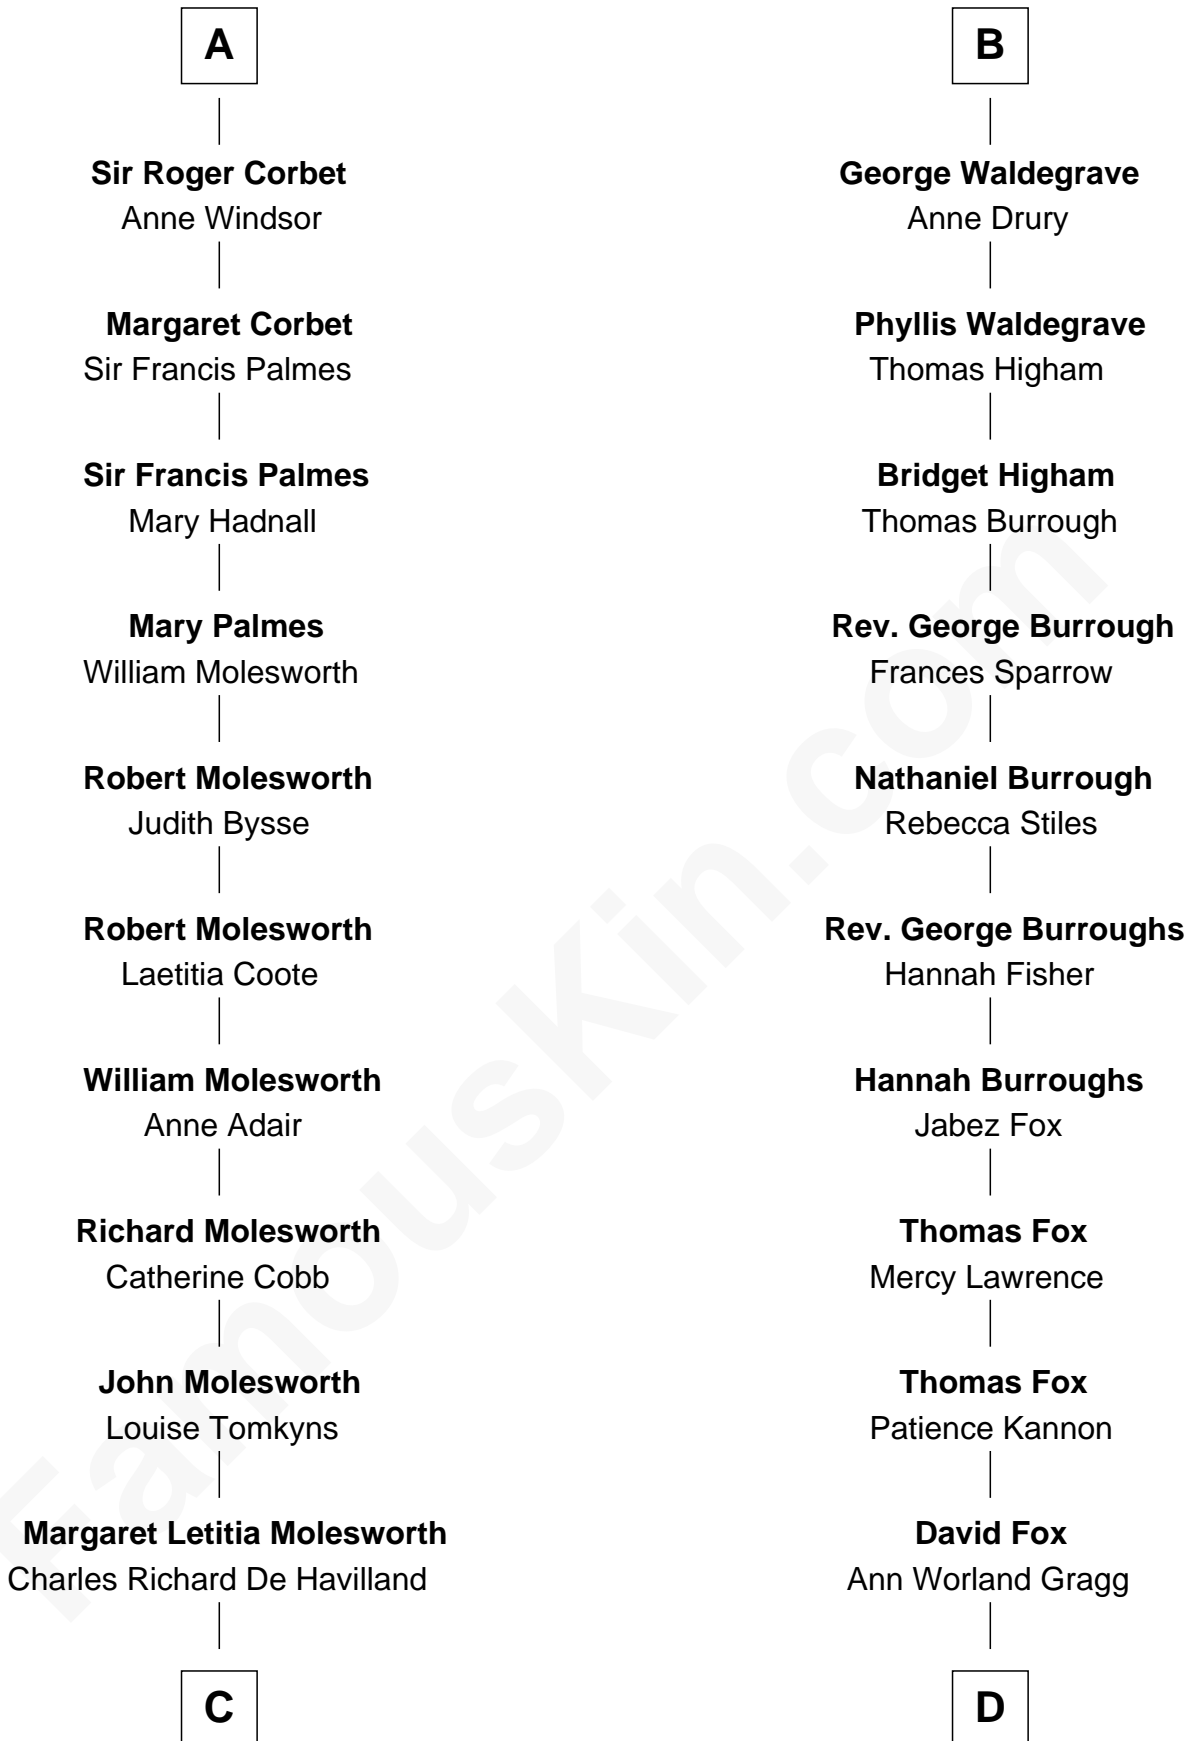 A
Sir Roger Corbet
Anne Windsor
Margaret Corbet
Sir Francis Palmes
Sir Francis Palmes
Mary Hadnall
Mary Palmes
William Molesworth
Robert Molesworth
Judith Bysse
Robert Molesworth
Laetitia Coote
William Molesworth
Anne Adair
Richard Molesworth
Catherine Cobb
John Molesworth
Louise Tomkyns
Margaret Letitia Molesworth
Charles Richard De Havilland
C
B
George Waldegrave
Anne Drury
Phyllis Waldegrave
Thomas Higham
Bridget Higham
Thomas Burrough
Rev. George Burrough
Frances Sparrow
Nathaniel Burrough
Rebecca Stiles
Rev. George Burroughs
Hannah Fisher
Hannah Burroughs
Jabez Fox
Thomas Fox
Mercy Lawrence
Thomas Fox
Patience Kannon
David Fox
Ann Worland Gragg
D
FamousKin.com